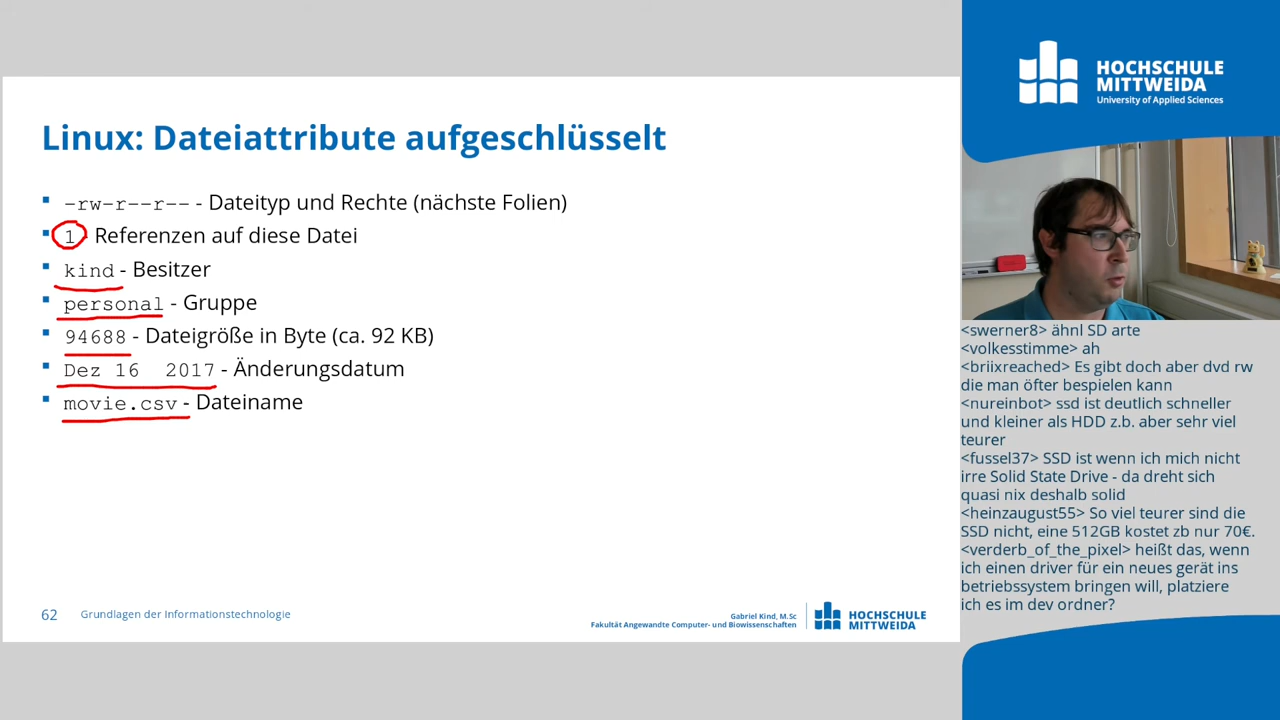 Linux: Dateiattribute aufgeschlüsselt
-rw-r--r-- - Dateityp und Rechte (nächste Folien)
1 - Referenzen auf diese Datei
kind - Besitzer
personal - Gruppe
94688 - Dateigröße in Byte (ca. 92 KB)
Dez 16  2017 - Änderungsdatum
movie.csv - Dateiname
62
Grundlagen der Informationstechnologie
Gabriel Kind, M.Sc
Fakultät Angewandte Computer- und Biowissenschaften
HOCHSCHULE
MITTWEIDA
HOCHSCHULE
MITTWEIDA
University of Applied Sciences
<swerner8> ähnl SD arte
<volkesstimme> ah
<briixreached> Es gibt doch aber dvd rw
die man öfter bespielen kann
<nureinbot> ssd ist deutlich schneller
und kleiner als HDD z.b. aber sehr viel
teurer
<fussel37> SSD ist wenn ich mich nicht
irre Solid State Drive - da dreht sich
quasi nix deshalb solid
<heinzaugust55> So viel teurer sind die
SSD nicht, eine 512GB kostet zb nur 70€.
<verderb_of_the_pixel> heißt das, wenn
ich einen driver für ein neues gerät ins
betriebssystem bringen will, platziere
ich es im dev ordner?